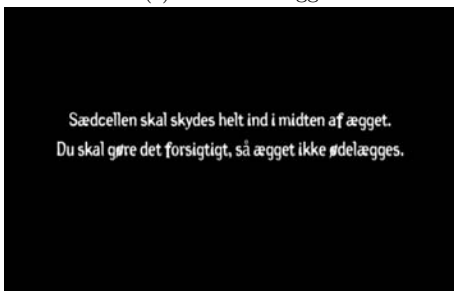 Sædcellen skal skydes helt ind i midten af ægget.
Du skal gøre det forsigtigt, så ægget ikke ødelægges.